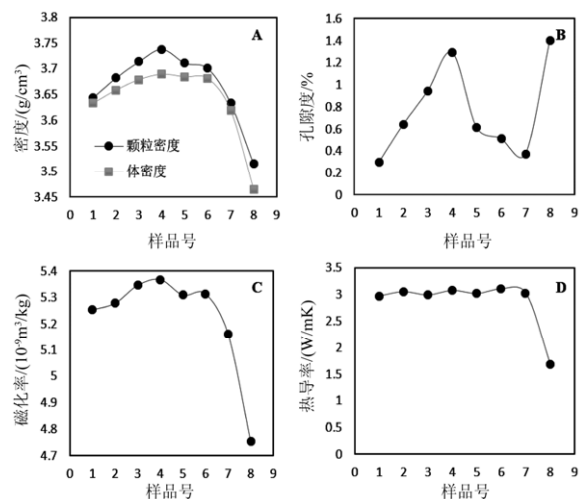 A
密度/(g/cm³)
3.8
3.75
3.7
3.65
3.6
3.55
3.5
3.45
颗粒密度
体密度
0 1 2 3 4 5 6 7 8 9
样品号
B
孔隙度/%
1.6
1.4
1.2
1
0.8
0.6
0.4
0.2
0
0 1 2 3 4 5 6 7 8 9
样品号
C
磁化率/(10⁻⁹m³/kg)
5.4
5.3
5.2
5.1
5
4.9
4.8
4.7
0 1 2 3 4 5 6 7 8 9
样品号
D
热导率/(W/mK)
3.5
3
2.5
2
1.5
1
0.5
0
0 1 2 3 4 5 6 7 8 9
样品号